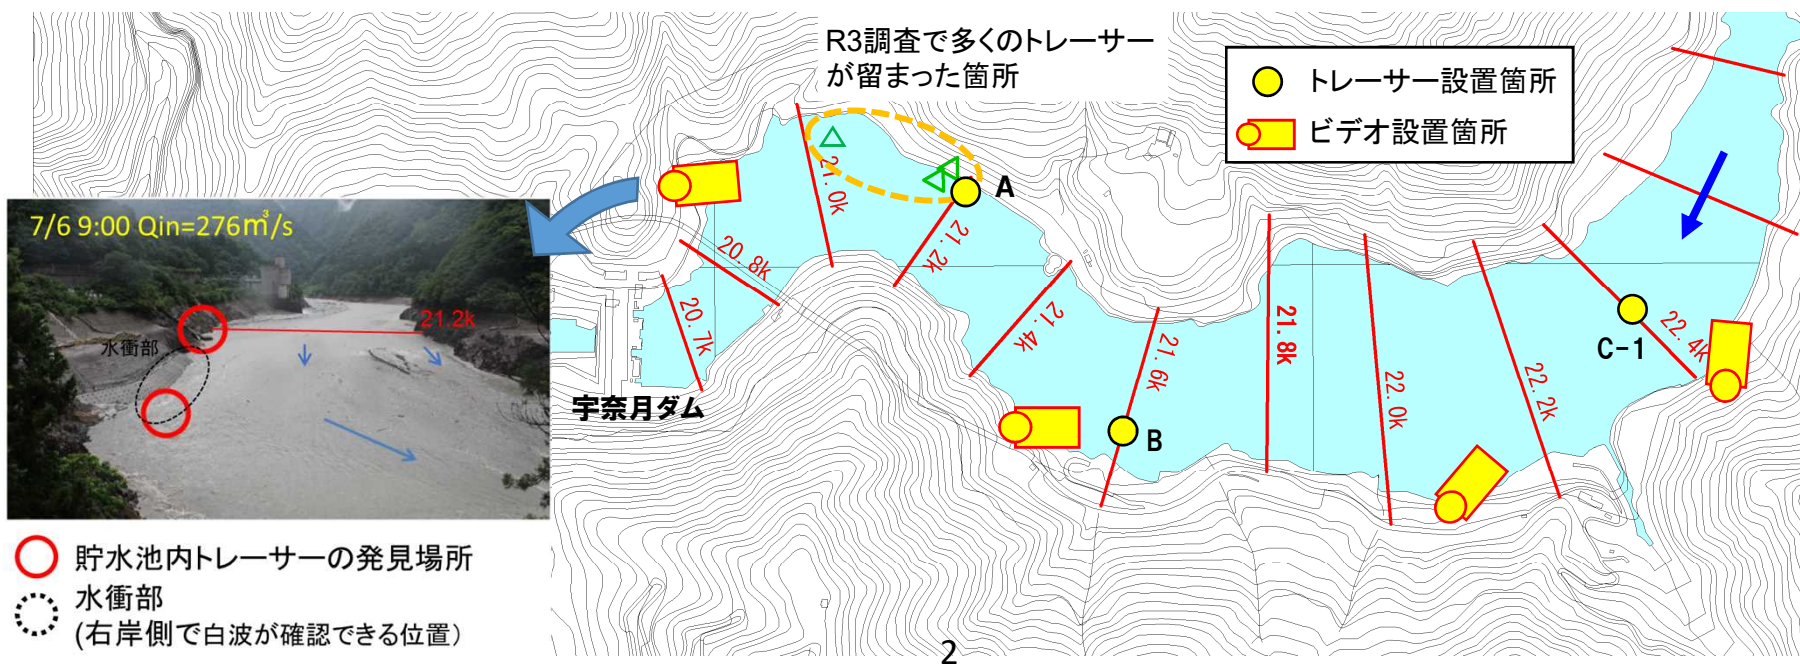 R3調査で多くのトレーサー
が留まった箇所
トレーサー設置箇所
ビデオ設置箇所
7/6 9:00 Qin=276㎥/s
21.2k
水衝部
貯水池内トレーサーの発見場所
水衝部
(右岸側で白波が確認できる位置)
宇奈月ダム
20.7k
20.8k
21.0k
21.2k
A
21.4k
21.6k
B
21.8k
22.0k
22.2k
22.4k
C-1
2